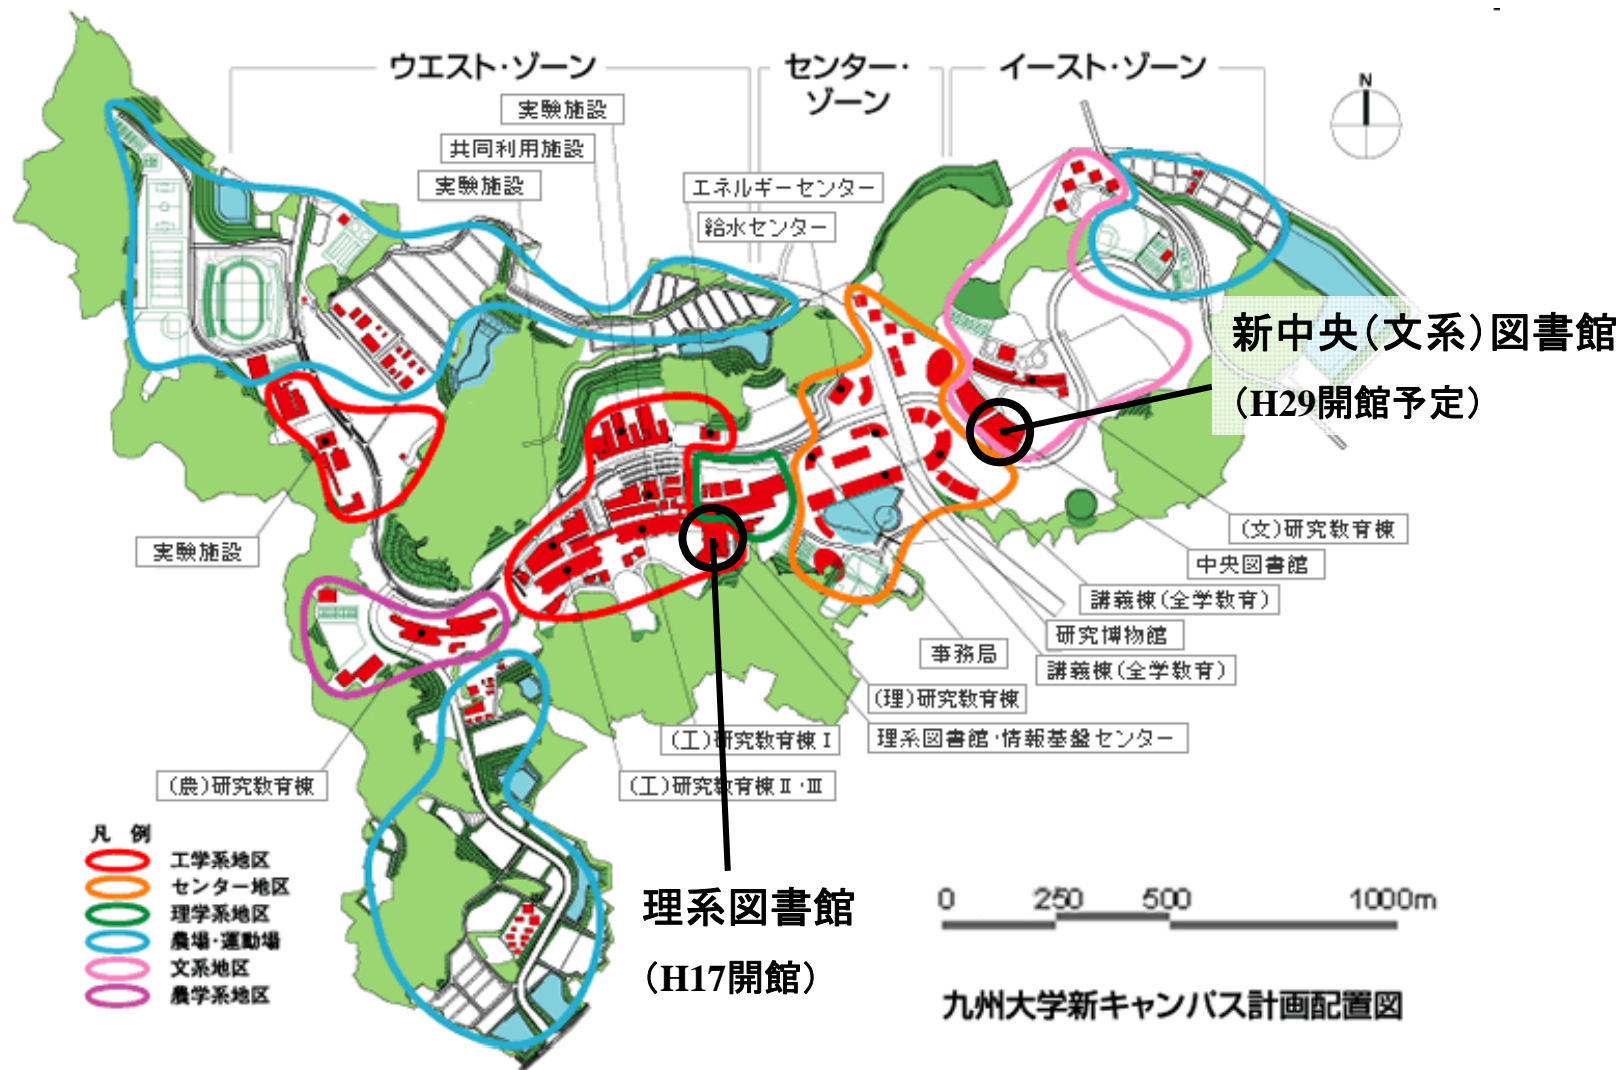 ウエスト・ゾーン
センター・
ゾーン
イースト・ゾーン
N
実験施設
共同利用施設
実験施設
エネルギーセンター
給水センター
新中央(文系)図書館
(H29開館予定)
(文)研究教育棟
中央図書館
講義棟(全学教育)
研究博物館
講義棟(全学教育)
事務局
(理)研究教育棟
理系図書館・情報基盤センター
実験施設
(工)研究教育棟Ⅰ
(工)研究教育棟Ⅱ・Ⅲ
(農)研究教育棟
凡 例
工学系地区
センター地区
理学系地区
農場・運動場
文系地区
農学系地区
理系図書館
(H17開館)
0 250 500 1000m
九州大学新キャンパス計画配置図